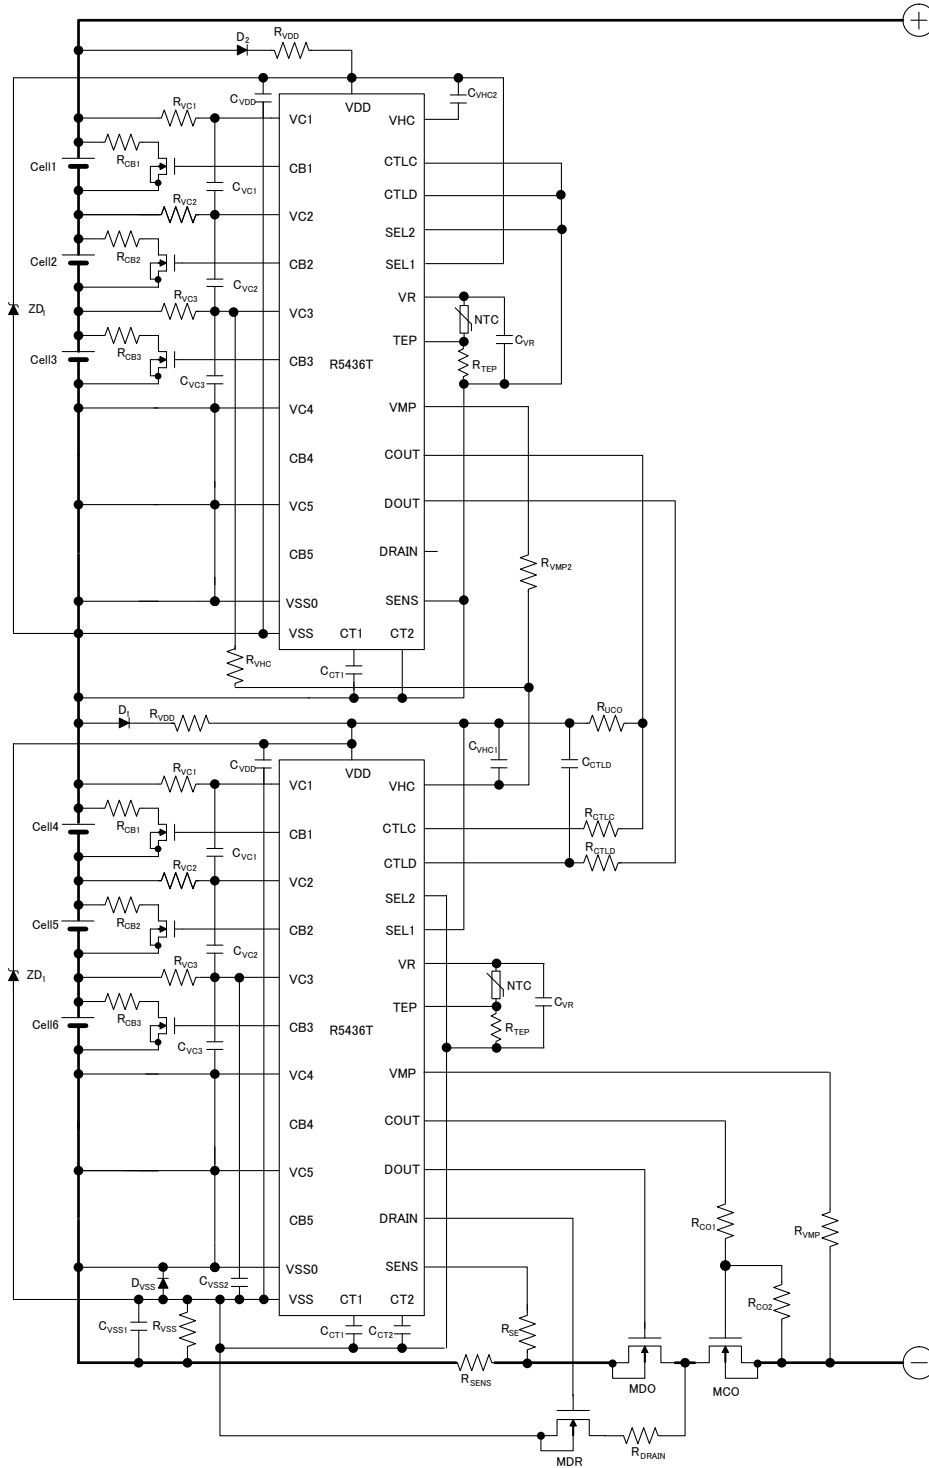 +
D2
RVDD
CVDD
VDD
CVHC2
RVC1
VC1
VHC
Cell1
RCB1
CB1
CTLC
CVC1
CTLD
RVC2
VC2
SEL2
Cell2
RCB2
CB2
SEL1
CVC2
RVC3
VC3
VR
NTC
ZD1
CVR
TEP
RCB3
Cell3
CB3
R5436T
RTEP
CVC3
VC4
VMP
CB4
COUT
VC5
DOUT
CB5
DRAIN
RVMP2
VSS0
SENS
VSS
CT1
CT2
RVHC
CCT1
D1
RVDD
RUCO
CVHC1
CCTLD
CVDD
VDD
RVC1
VC1
VHC
RCTLC
Cell4
RCB1
CB1
CTLC
RCTLD
CVC1
CTLD
RVC2
VC2
SEL2
Cell5
RCB2
CB2
SEL1
CVC2
RVC3
VC3
VR
ZD1
NTC
CVR
TEP
RCB3
Cell6
CB3
R5436T
RTEP
CVC3
VC4
VMP
CB4
COUT
VC5
DOUT
CB5
DRAIN
RCO1
RVMP
VSS0
SENS
DVSS
CVSS2
VSS
CT1
CT2
RCO2
CVSS1
RVSS
CCT1
CCT2
RSE
−
RSENS
MDO
MCO
MDR
RDRAIN